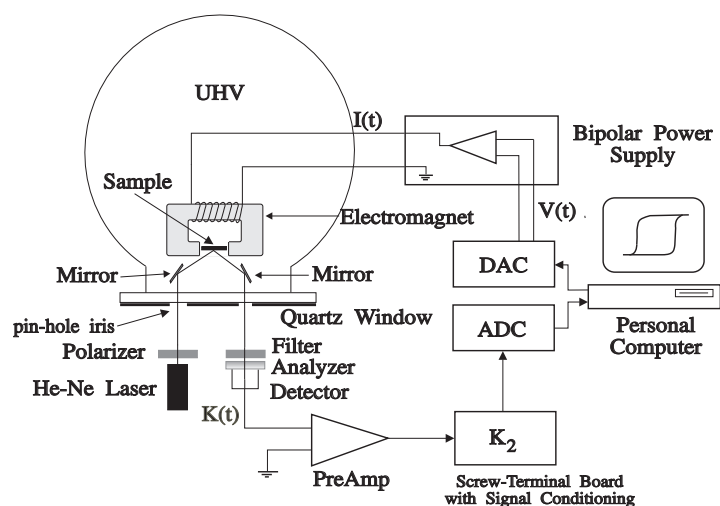 UHV
I(t)
Bipolar Power
Supply
Sample
Electromagnet
V(t)
Mirror
Mirror
DAC
pin-hole iris
Quartz Window
ADC
Personal
Computer
Polarizer
Filter
Analyzer
He-Ne Laser
Detector
K(t)
K2
PreAmp
Screw-Terminal Board
with Signal Conditioning